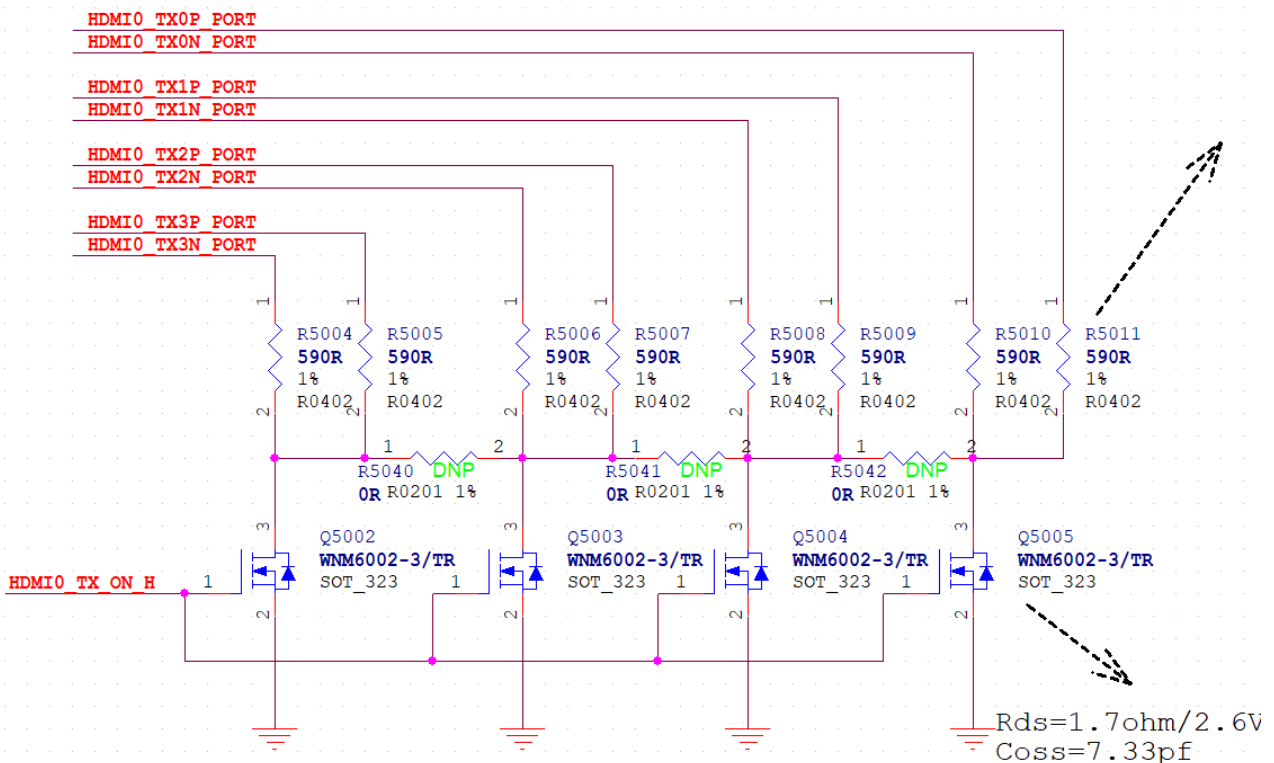 HDMI0_TX0P_PORT
HDMI0_TX0N_PORT
HDMI0_TX1P_PORT
HDMI0_TX1N_PORT
HDMI0_TX2P_PORT
HDMI0_TX2N_PORT
HDMI0_TX3P_PORT
HDMI0_TX3N_PORT
1 1 1 1 1 1 1 1
R5004 R5005 R5006 R5007 R5008 R5009 R5010 R5011
590R 590R 590R 590R 590R 590R 590R 590R
1% 1% 1% 1% 1% 1% 1% 1%
R0402 R0402 R0402 R0402 R0402 R0402 R0402 R0402
2 2 2 2 2 2 2 2
1 2 1 2 1 2
R5040 DNP R5041 DNP R5042 DNP
0R R0201 1% 0R R0201 1% 0R R0201 1%
3 3 3 3
Q5002 Q5003 Q5004 Q5005
WNM6002-3/TR WNM6002-3/TR WNM6002-3/TR WNM6002-3/TR
SOT_323 SOT_323 SOT_323 SOT_323
HDMI0_TX_ON_H 1 1 1 1
2 2 2 2
Rds=1.7ohm/2.6V
Coss=7.33pf